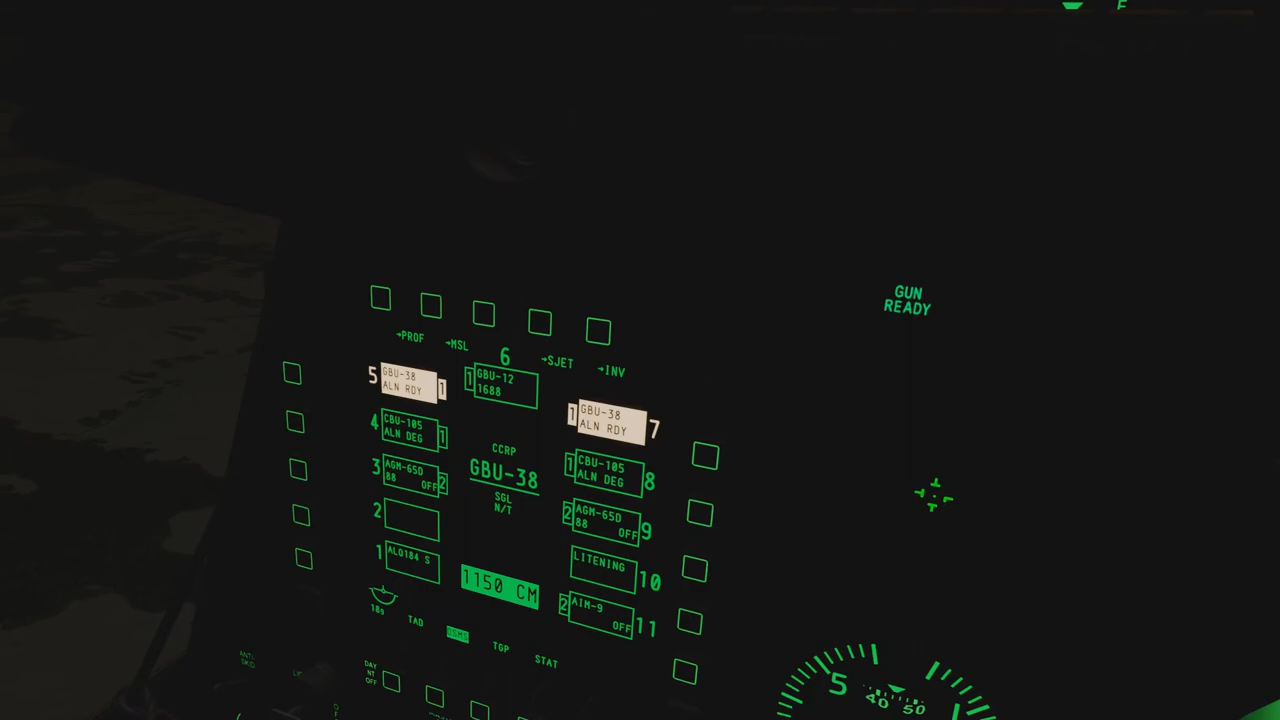 F
GUN
READY
→PROF
→MSL
6
→SJET
→INV
5
GBU-38
ALN RDY
1
1
GBU-12
1688
1
GBU-38
ALN RDY
7
4
CBU-105
ALN DEG
1
CCRP
GBU-38
SGL
N/T
1
CBU-105
ALN DEG
8
3
AGM-65D
88 OFF
2
2
AGM-65D
88 OFF
9
2
LITENING
10
1
ALQ184 S
1150 CM
2
AIM-9
OFF
11
TAD
DSMS
TGP
STAT
ANTI
SKID
DAY
NT
OFF
5
40 50